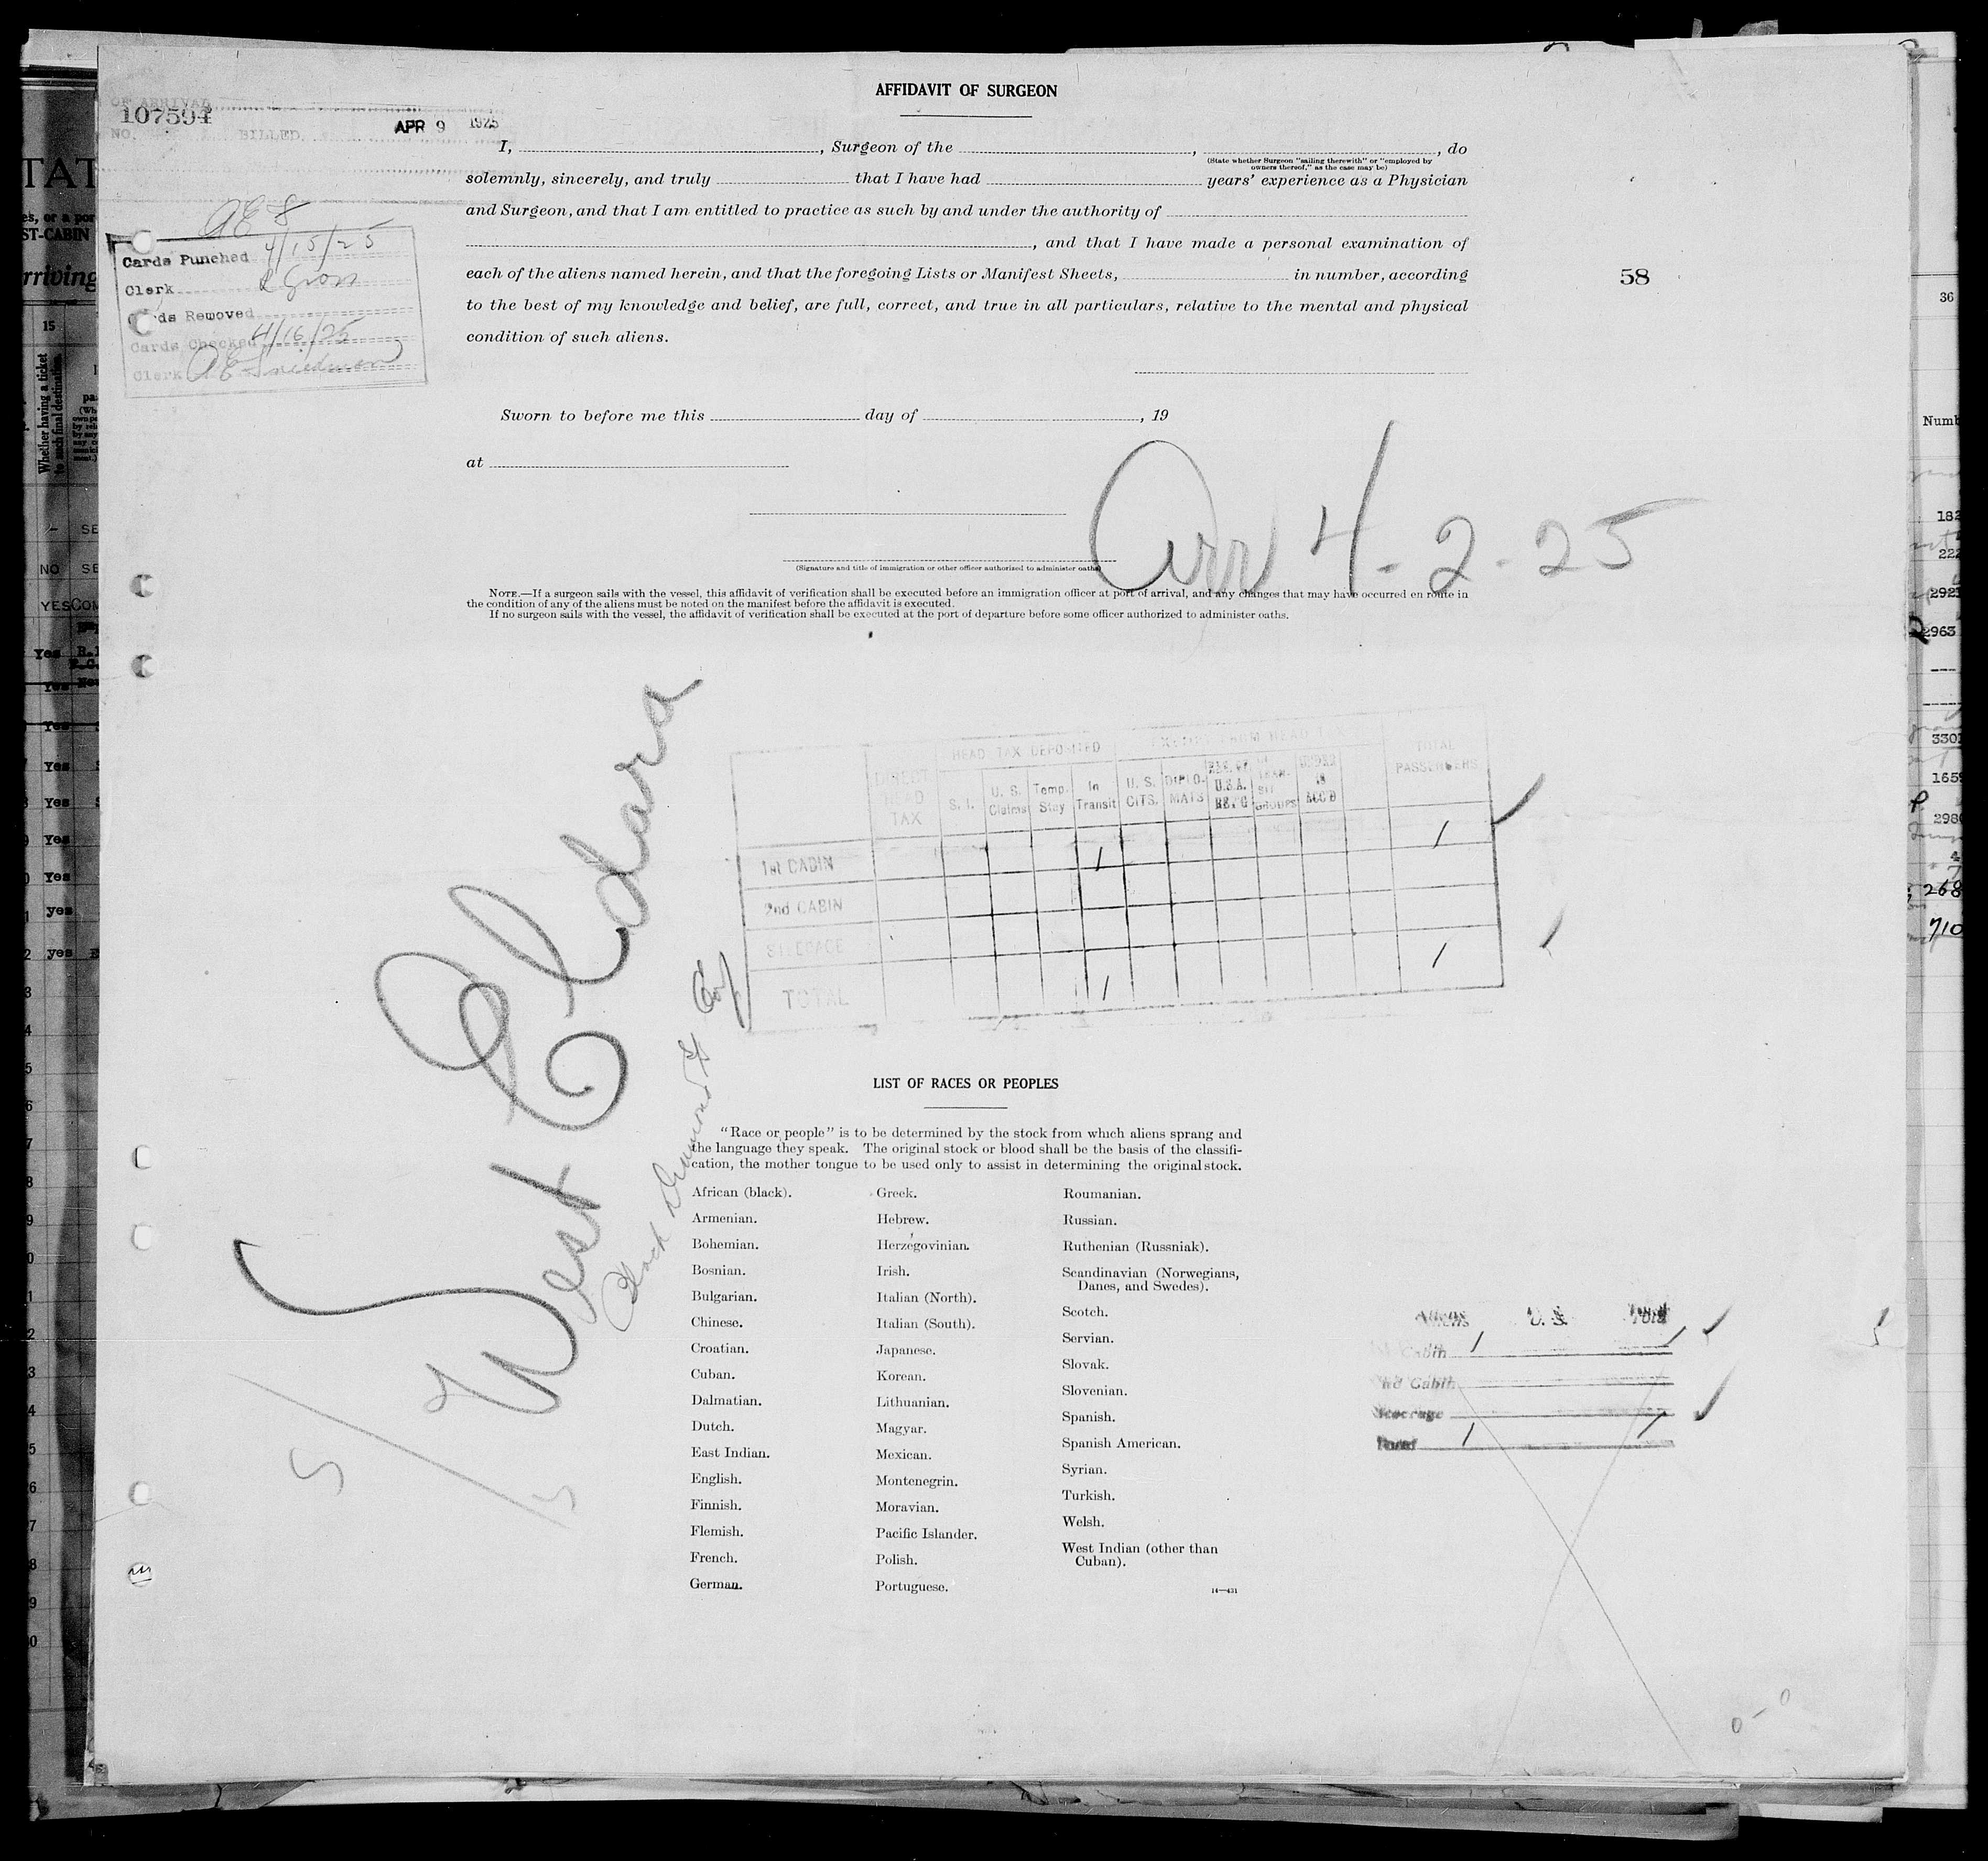 AFFIDAVIT OF SURGEON
OF ARRIVAL
107594
NO. BILLED
APR 9 1925
I, , Surgeon of the , , do
(State whether Surgeon "sailing therewith" or "employed by
owners thereof," as the case may be)
solemnly, sincerely, and truly that I have had years' experience as a Physician
and Surgeon, and that I am entitled to practice as such by and under the authority of
, and that I have made a personal examination of
each of the aliens named herein, and that the foregoing Lists or Manifest Sheets, in number, according
to the best of my knowledge and belief, are full, correct, and true in all particulars, relative to the mental and physical
condition of such aliens.
58
Cards Punched 4/15/25
Clerk
Cards Removed
Cards Checked 4/16/25
Clerk
Sworn to before me this day of , 19
at
Arr 4-2-25
(Signature and title of immigration or other officer authorized to administer oaths)
NOTE.—If a surgeon sails with the vessel, this affidavit of verification shall be executed before an immigration officer at port of arrival, and any changes that may have occurred en route in
the condition of any of the aliens must be noted on the manifest before the affidavit is executed.
If no surgeon sails with the vessel, the affidavit of verification shall be executed at the port of departure before some officer authorized to administer oaths.
West Eldara
DIRECT HEAD TAX
HEAD TAX DEPOSITED
EXEMPT FROM HEAD TAX
TOTAL PASSENGERS
S. I. U. S. Claims Temp. Stay In Transit U. S. CITS. DIPLO-MATS
1st CABIN 1 1
2nd CABIN
STEERAGE
TOTAL 1 1
LIST OF RACES OR PEOPLES
"Race or people" is to be determined by the stock from which aliens sprang and
the language they speak. The original stock or blood shall be the basis of the classifi-
cation, the mother tongue to be used only to assist in determining the original stock.
African (black).
Armenian.
Bohemian.
Bosnian.
Bulgarian.
Chinese.
Croatian.
Cuban.
Dalmatian.
Dutch.
East Indian.
English.
Finnish.
Flemish.
French.
German.
Greek.
Hebrew.
Herzegovinian.
Irish.
Italian (North).
Italian (South).
Japanese.
Korean.
Lithuanian.
Magyar.
Mexican.
Montenegrin.
Moravian.
Pacific Islander.
Polish.
Portuguese.
Roumanian.
Russian.
Ruthenian (Russniak).
Scandinavian (Norwegians,
Danes, and Swedes).
Scotch.
Servian.
Slovak.
Slovenian.
Spanish.
Spanish American.
Syrian.
Turkish.
Welsh.
West Indian (other than
Cuban).
14—431
Aliens U. S. Total
Cabin 1 1
2nd Cabin
Steerage
Total 1 1
0-0